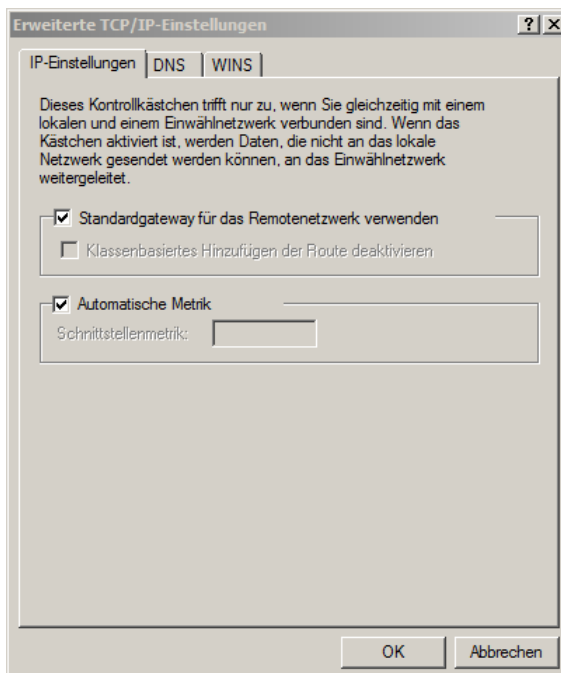 Erweiterte TCP/IP-Einstellungen
IP-Einstellungen DNS WINS
Dieses Kontrollkästchen trifft nur zu, wenn Sie gleichzeitig mit einem
lokalen und einem Einwählnetzwerk verbunden sind. Wenn das
Kästchen aktiviert ist, werden Daten, die nicht an das lokale
Netzwerk gesendet werden können, an das Einwählnetzwerk
weitergeleitet.
Standardgateway für das Remotenetzwerk verwenden
Klassenbasiertes Hinzufügen der Route deaktivieren
Automatische Metrik
Schnittstellenmetrik:
OK Abbrechen